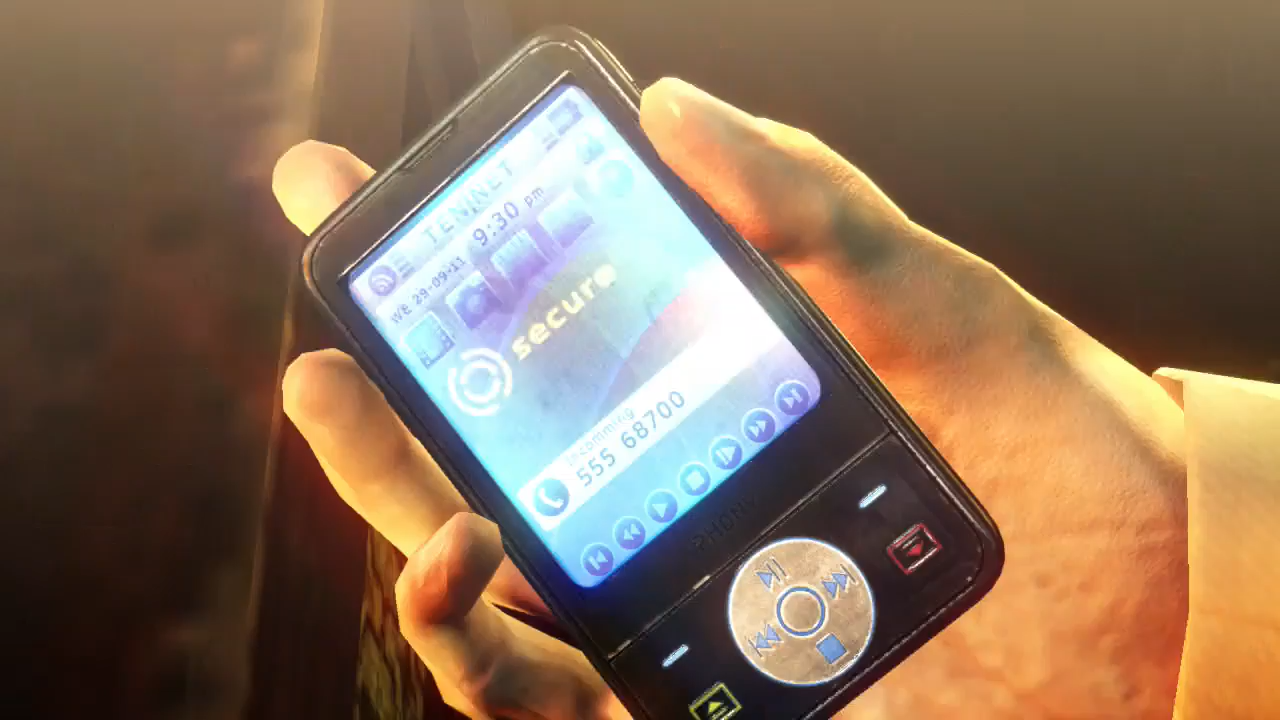 TENINET
9:30 pm
WE 29-09-11
secure
Incomming
555 68700
PHONY